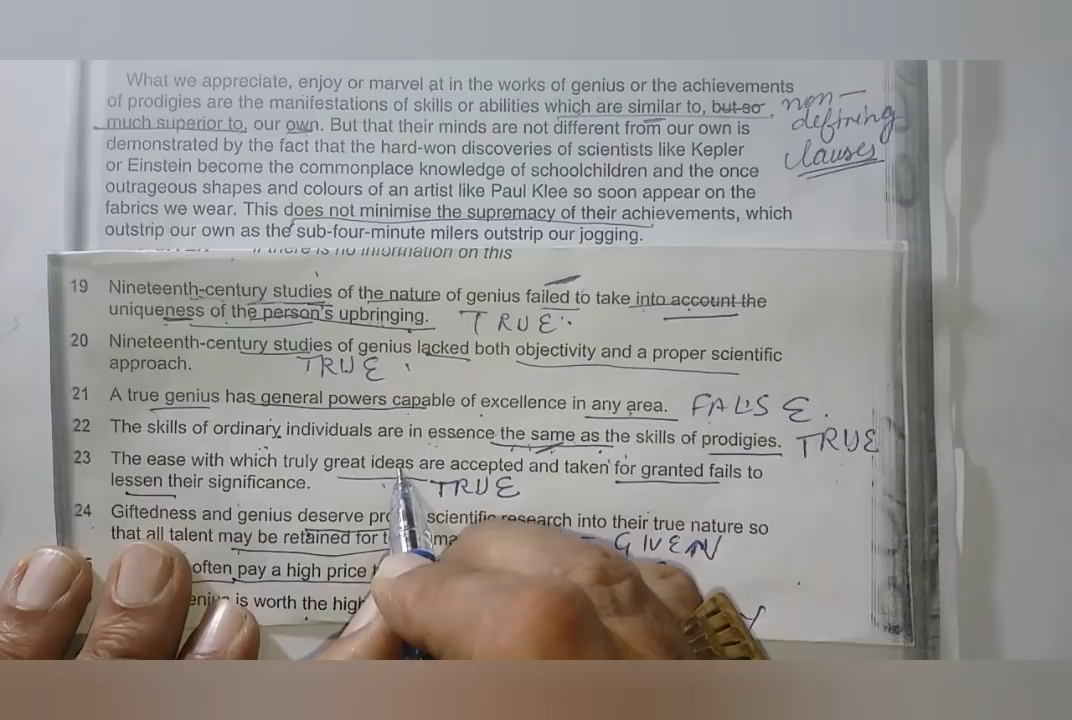 What we appreciate, enjoy or marvel at in the works of genius or the achievements
of prodigies are the manifestations of skills or abilities which are similar to, but so
much superior to, our own. But that their minds are not different from our own is
demonstrated by the fact that the hard-won discoveries of scientists like Kepler
or Einstein become the commonplace knowledge of schoolchildren and the once
outrageous shapes and colours of an artist like Paul Klee so soon appear on the
fabrics we wear. This does not minimise the supremacy of their achievements, which
outstrip our own as the sub-four-minute milers outstrip our jogging.
non-
defining
clauses
if there is no information on this
19 Nineteenth-century studies of the nature of genius failed to take into account the
uniqueness of the person's upbringing. TRUE
20 Nineteenth-century studies of genius lacked both objectivity and a proper scientific
approach. TRUE
21 A true genius has general powers capable of excellence in any area. FALSE.
22 The skills of ordinary individuals are in essence the same as the skills of prodigies. TRUE
23 The ease with which truly great ideas are accepted and taken for granted fails to
lessen their significance. TRUE
24 Giftedness and genius deserve scientific research into their true nature so
that all talent may be retained for GIVEN
often pay a high price
is worth the